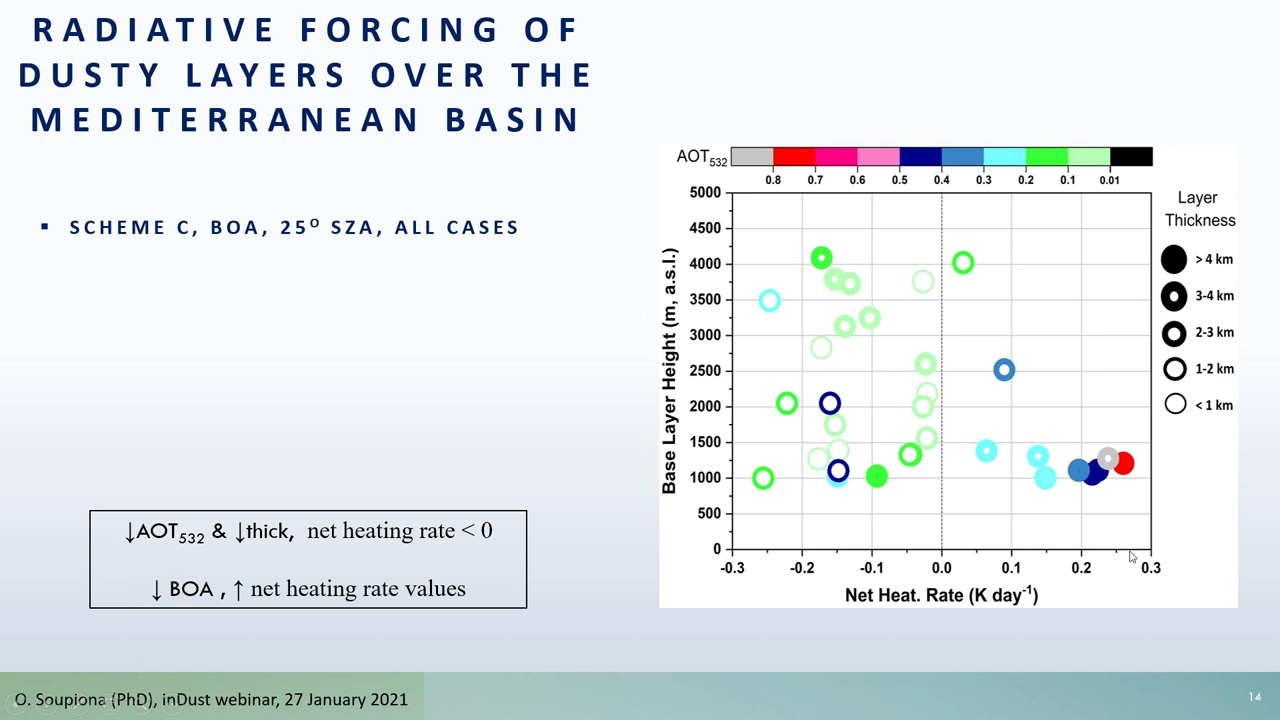 RADIATIVE FORCING OF
DUSTY LAYERS OVER THE
MEDITERRANEAN BASIN
▪ SCHEME C, BOA, 25° SZA, ALL CASES
↓AOT532 & ↓thick, net heating rate < 0
↓ BOA , ↑ net heating rate values
AOT532
0.8 0.7 0.6 0.5 0.4 0.3 0.2 0.1 0.01
Base Layer Height (m, a.s.l.)
5000
4500
4000
3500
3000
2500
2000
1500
1000
500
0
-0.3 -0.2 -0.1 0.0 0.1 0.2 0.3
Net Heat. Rate (K day-1)
Layer
Thickness
> 4 km
3-4 km
2-3 km
1-2 km
< 1 km
O. Soupiona (PhD), inDust webinar, 27 January 2021
14